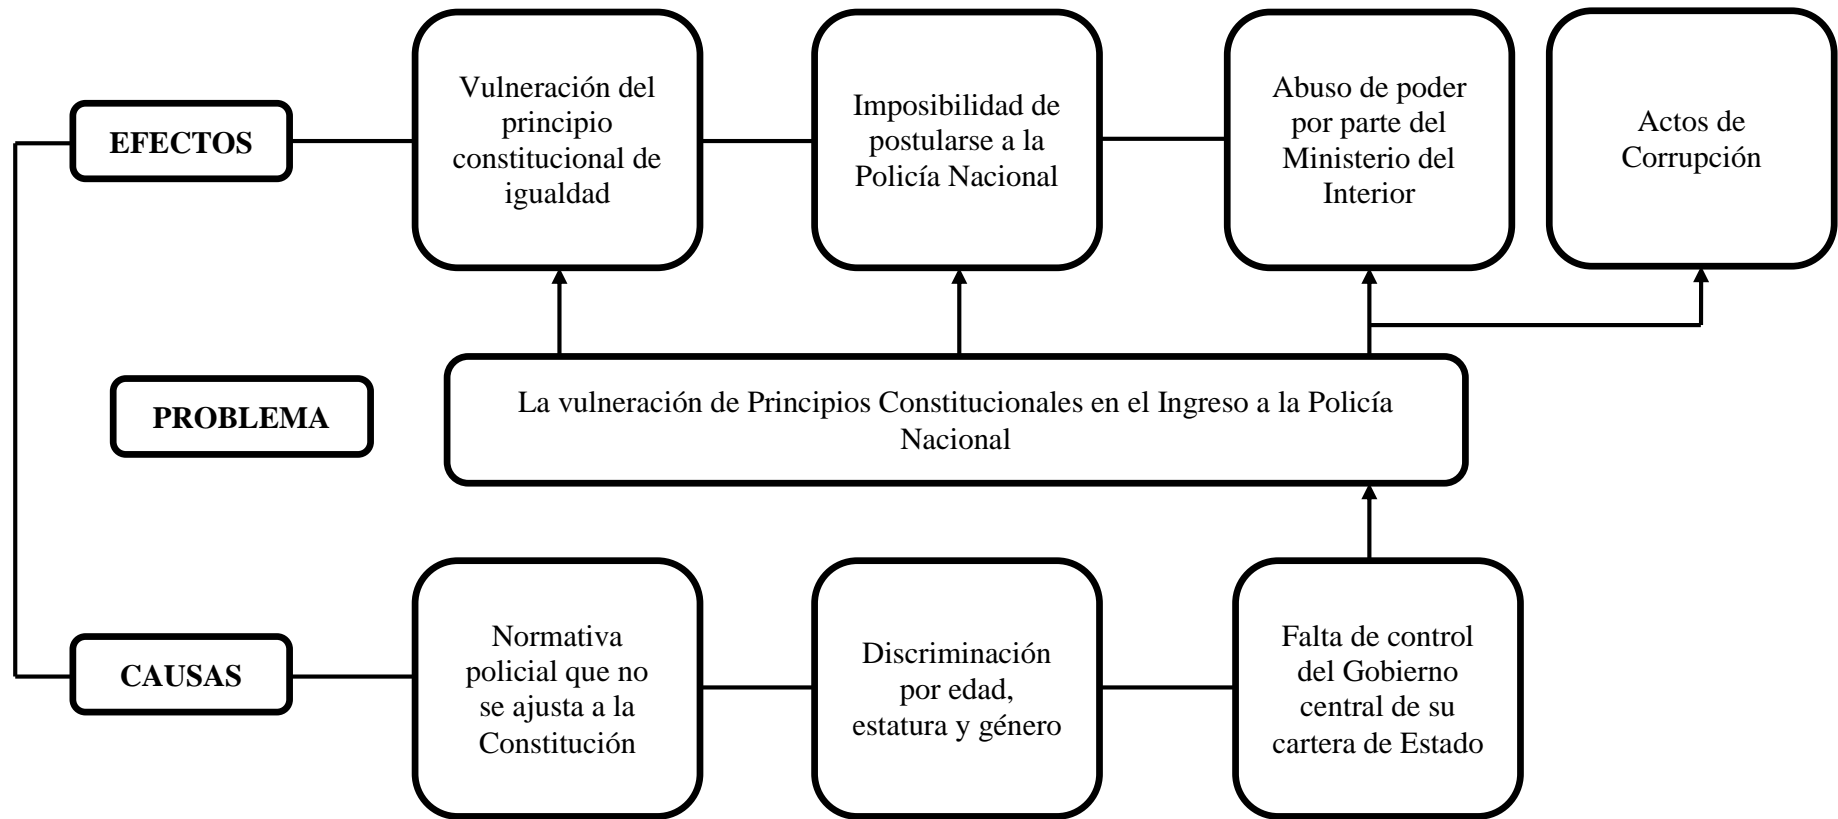 EFECTOS
Vulneración del
principio
constitucional de
igualdad
Imposibilidad de
postularse a la
Policía Nacional
Abuso de poder
por parte del
Ministerio del
Interior
Actos de
Corrupción
PROBLEMA
La vulneración de Principios Constitucionales en el Ingreso a la Policía
Nacional
CAUSAS
Normativa
policial que no
se ajusta a la
Constitución
Discriminación
por edad,
estatura y género
Falta de control
del Gobierno
central de su
cartera de Estado